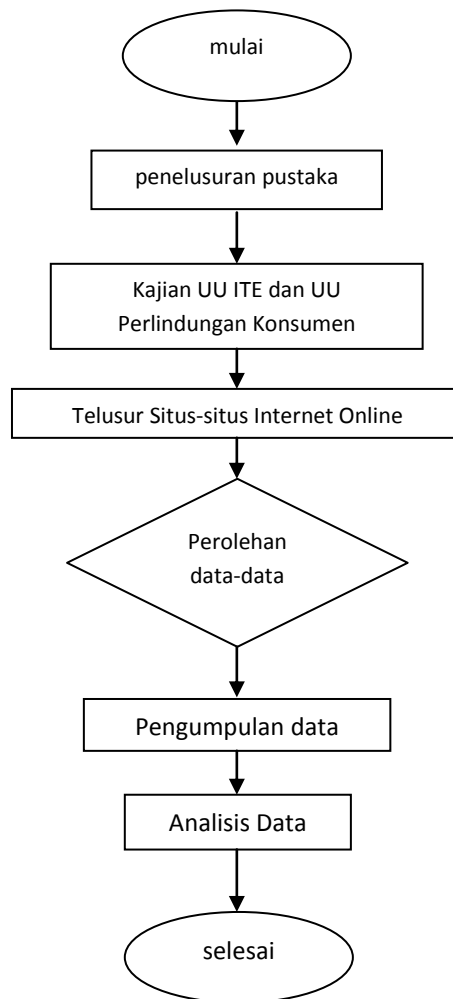 mulai
penelusuran pustaka
Kajian UU ITE dan UU
Perlindungan Konsumen
Telusur Situs-situs Internet Online
Perolehan
data-data
Pengumpulan data
Analisis Data
selesai